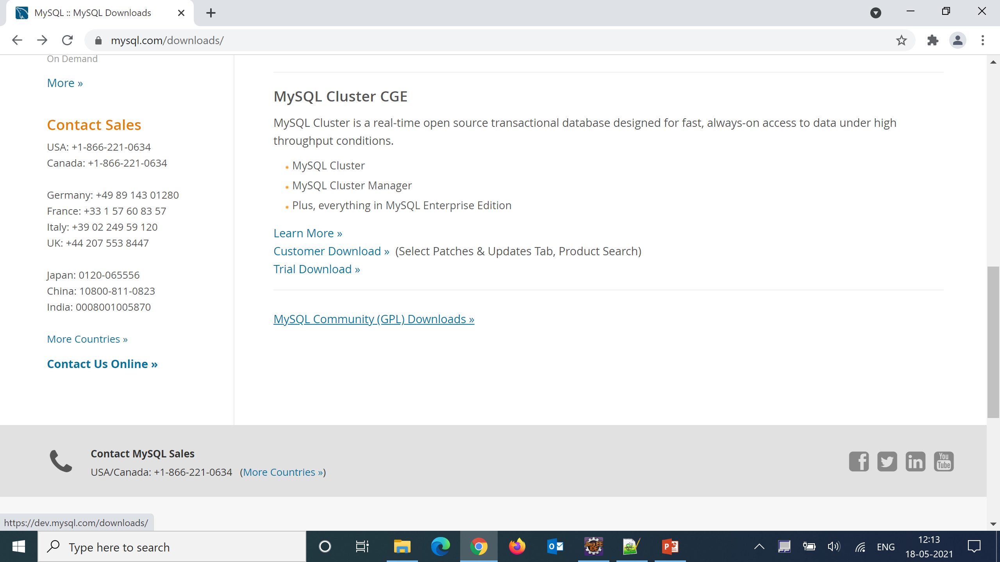 MySQL :: MySQL Downloads
mysql.com/downloads/
On Demand
More »
Contact Sales
USA: +1-866-221-0634
Canada: +1-866-221-0634
Germany: +49 89 143 01280
France: +33 1 57 60 83 57
Italy: +39 02 249 59 120
UK: +44 207 553 8447
Japan: 0120-065556
China: 10800-811-0823
India: 0008001005870
More Countries »
Contact Us Online »
MySQL Cluster CGE
MySQL Cluster is a real-time open source transactional database designed for fast, always-on access to data under high
throughput conditions.
MySQL Cluster
MySQL Cluster Manager
Plus, everything in MySQL Enterprise Edition
Learn More »
Customer Download » (Select Patches & Updates Tab, Product Search)
Trial Download »
MySQL Community (GPL) Downloads »
Contact MySQL Sales
USA/Canada: +1-866-221-0634 (More Countries »)
You
Tube
https://dev.mysql.com/downloads/
Type here to search
Java EE
IDE
ENG
12:13
18-05-2021